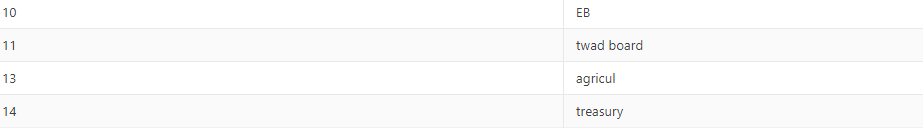 10 EB
11 twad board
13 agricul
14 treasury